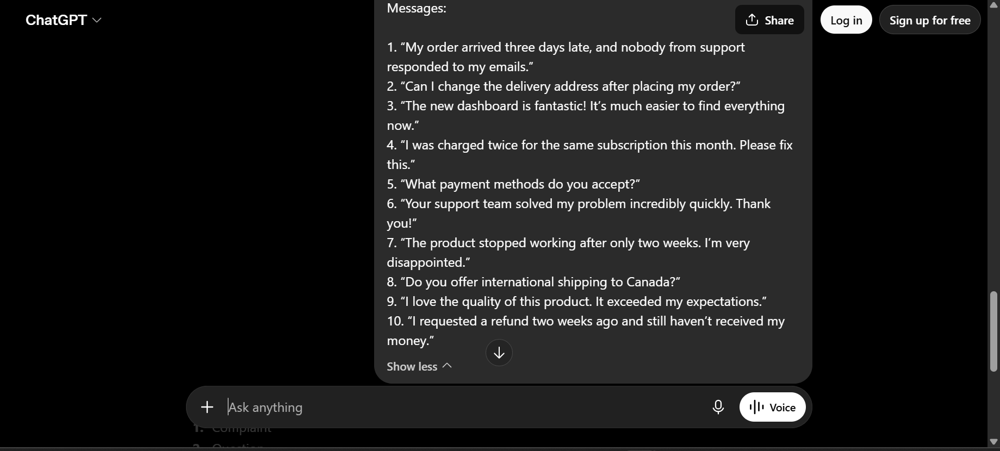 ChatGPT
Messages:
Share
Log in
Sign up for free
1. “My order arrived three days late, and nobody from support
responded to my emails.”
2. “Can I change the delivery address after placing my order?”
3. “The new dashboard is fantastic! It’s much easier to find everything
now.”
4. “I was charged twice for the same subscription this month. Please fix
this.”
5. “What payment methods do you accept?”
6. “Your support team solved my problem incredibly quickly. Thank
you!”
7. “The product stopped working after only two weeks. I’m very
disappointed.”
8. “Do you offer international shipping to Canada?”
9. “I love the quality of this product. It exceeded my expectations.”
10. “I requested a refund two weeks ago and still haven’t received my
money.”
Show less
Ask anything
Voice
1. Complaint
2. Question